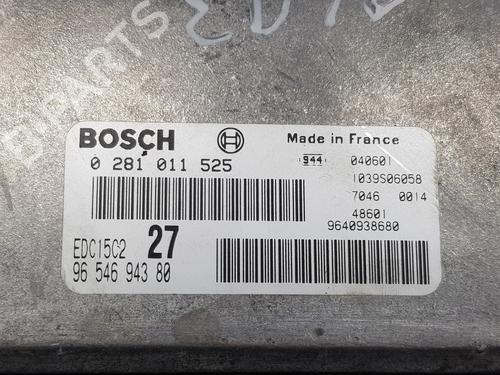 BOSCH
Made in France
0 281 011 525
944 040601
1039S06058
7046 0014
48601
9640938680
EDC15C2 27
96 546 943 80